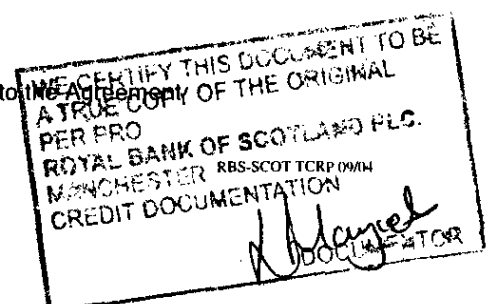 WE CERTIFY THIS DOCUMENT TO BE
to the Agreement
A TRUE COPY OF THE ORIGINAL
PER PRO
ROYAL BANK OF SCOTLAND PLC.
MANCHESTER RBS-SCOT TCRP 09/04
CREDIT DOCUMENTATION
DOCUMENTATOR